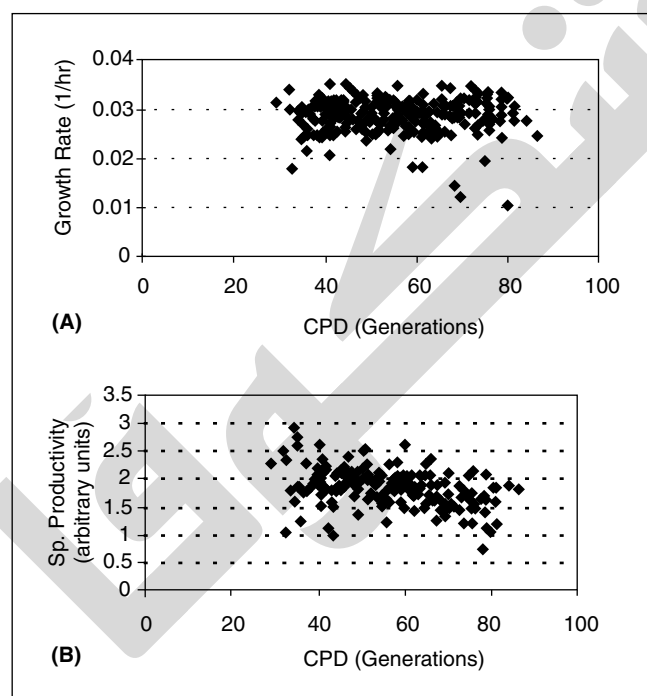 0.04
0.03
0.02
0.01
0
Growth Rate (1/hr)
0 20 40 60 80 100
(A)
CPD (Generations)
3.5
3
2.5
2
1.5
1
0.5
0
Sp. Productivity
(arbitrary units)
0 20 40 60 80 100
(B)
CPD (Generations)